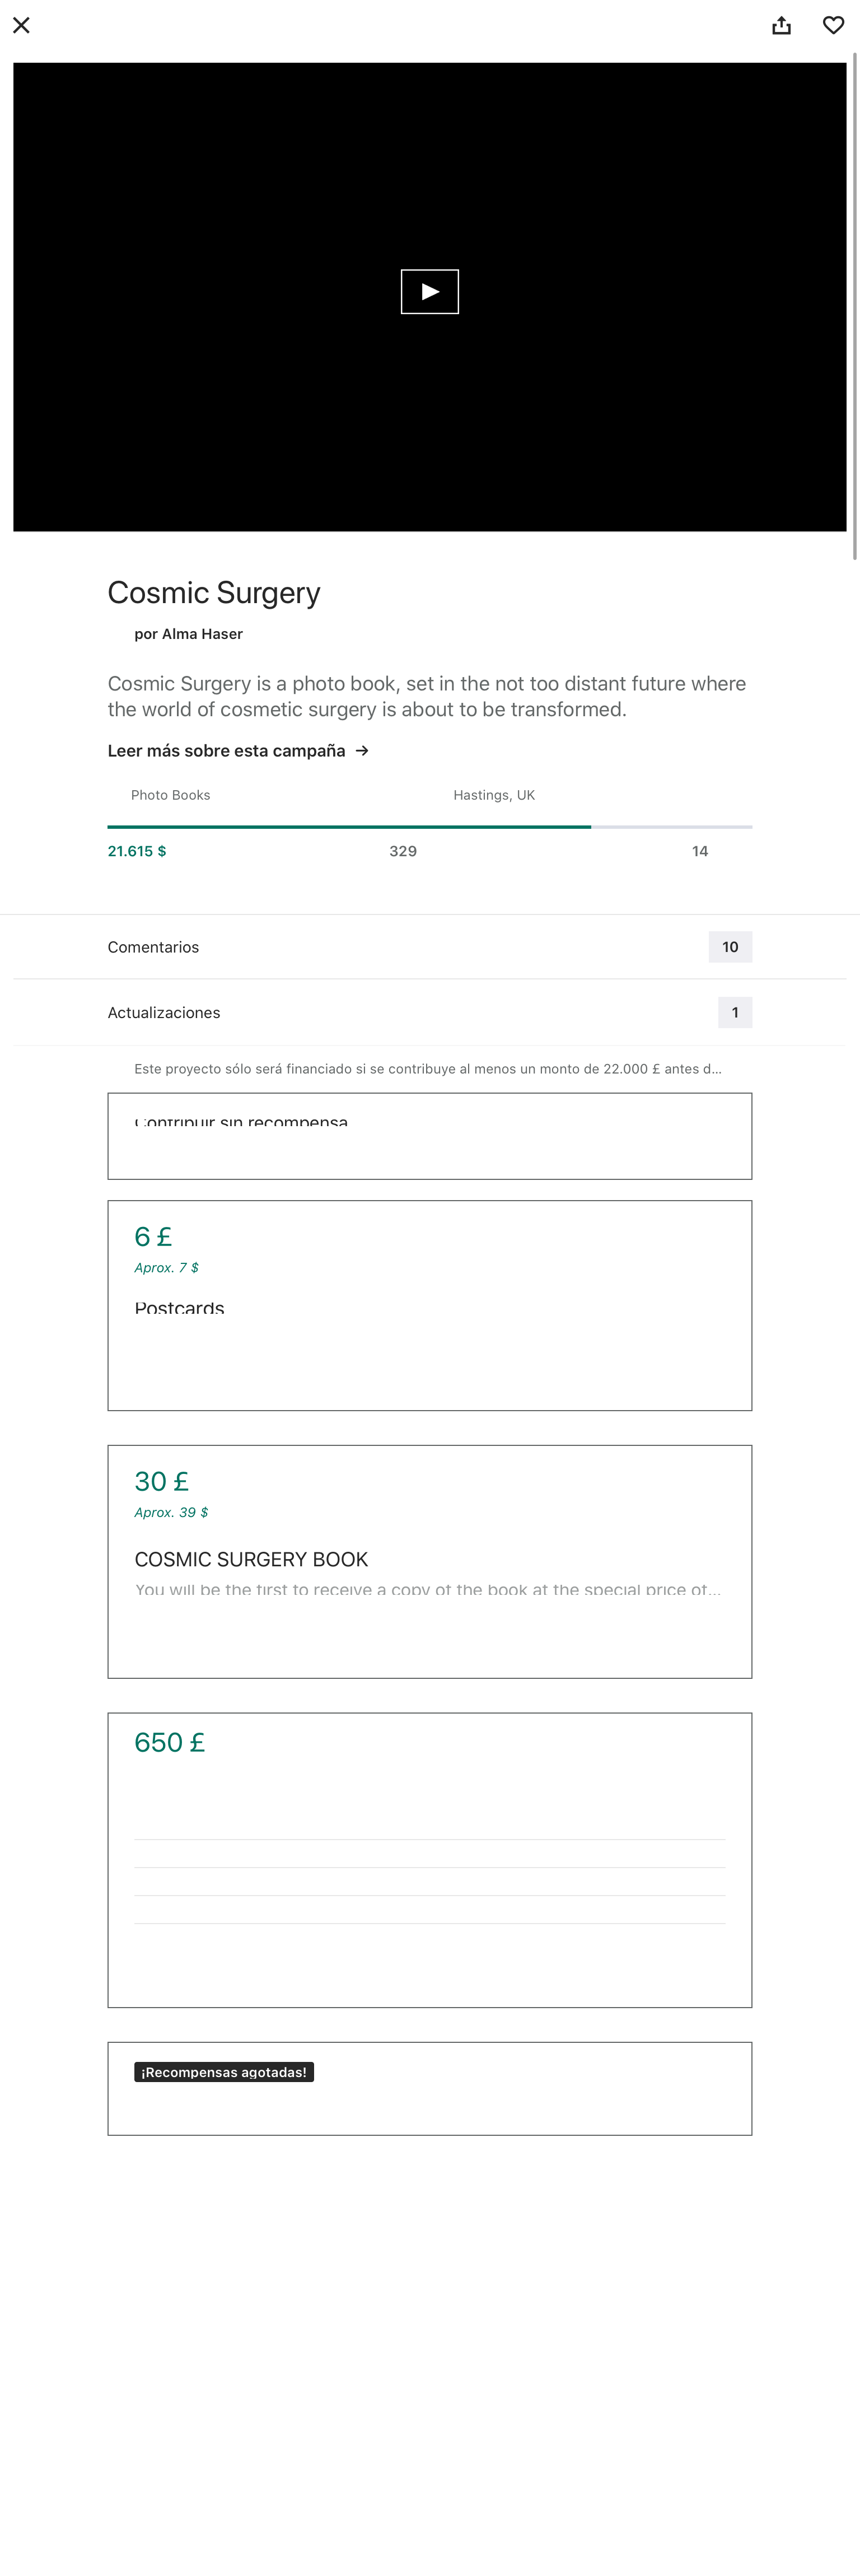 Cosmic Surgery
por Alma Haser
Cosmic Surgery is a photo book, set in the not too distant future where
the world of cosmetic surgery is about to be transformed.
Leer más sobre esta campaña →
Photo Books
Hastings, UK
21.615 $
329
14
Comentarios
10
Actualizaciones
1
Este proyecto sólo será financiado si se contribuye al menos un monto de 22.000 £ antes d...
Contribuir sin recompensa
6 £
Aprox. 7 $
Postcards
30 £
Aprox. 39 $
COSMIC SURGERY BOOK
You will be the first to receive a copy of the book at the special price of...
650 £
¡Recompensas agotadas!